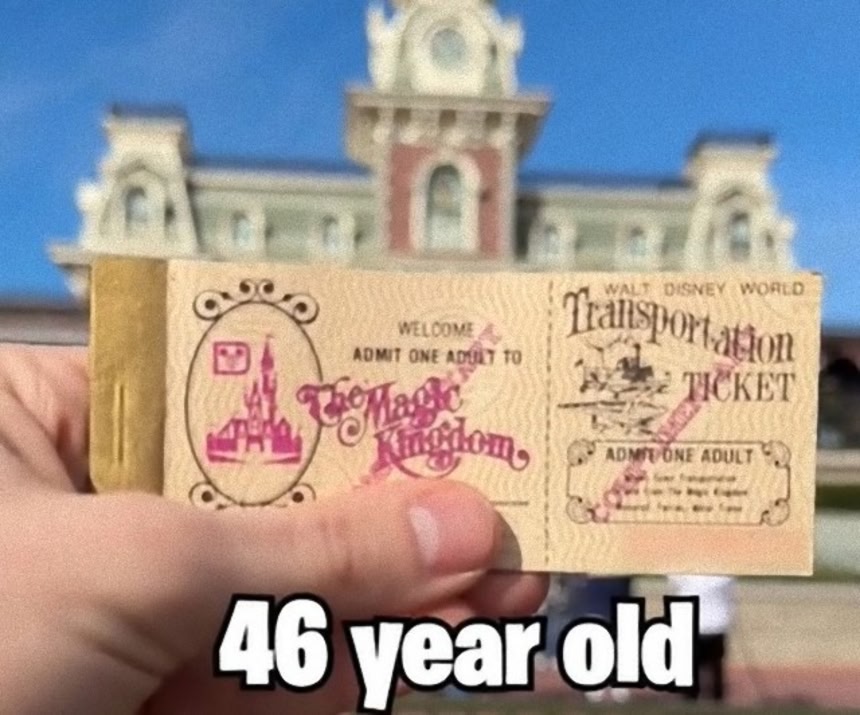 WELCOME
ADMIT ONE ADULT TO
The Magic
Kingdom
WALT DISNEY WORLD
Transportation
TICKET
ADMIT ONE ADULT
46 year old